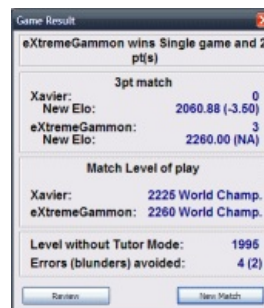 Game Result
eXtremeGammon wins Single game and 2
pt(s)
3pt match
Xavier: 0
New Elo: 2060.88 (-3.50)
eXtremeGammon: 3
New Elo: 2260.00 (NA)
Match Level of play
Xavier: 2225 World Champ.
eXtremeGammon: 2260 World Champ.
Level without Tutor Mode: 1995
Errors (blunders) avoided: 4 (2)
Review New Match